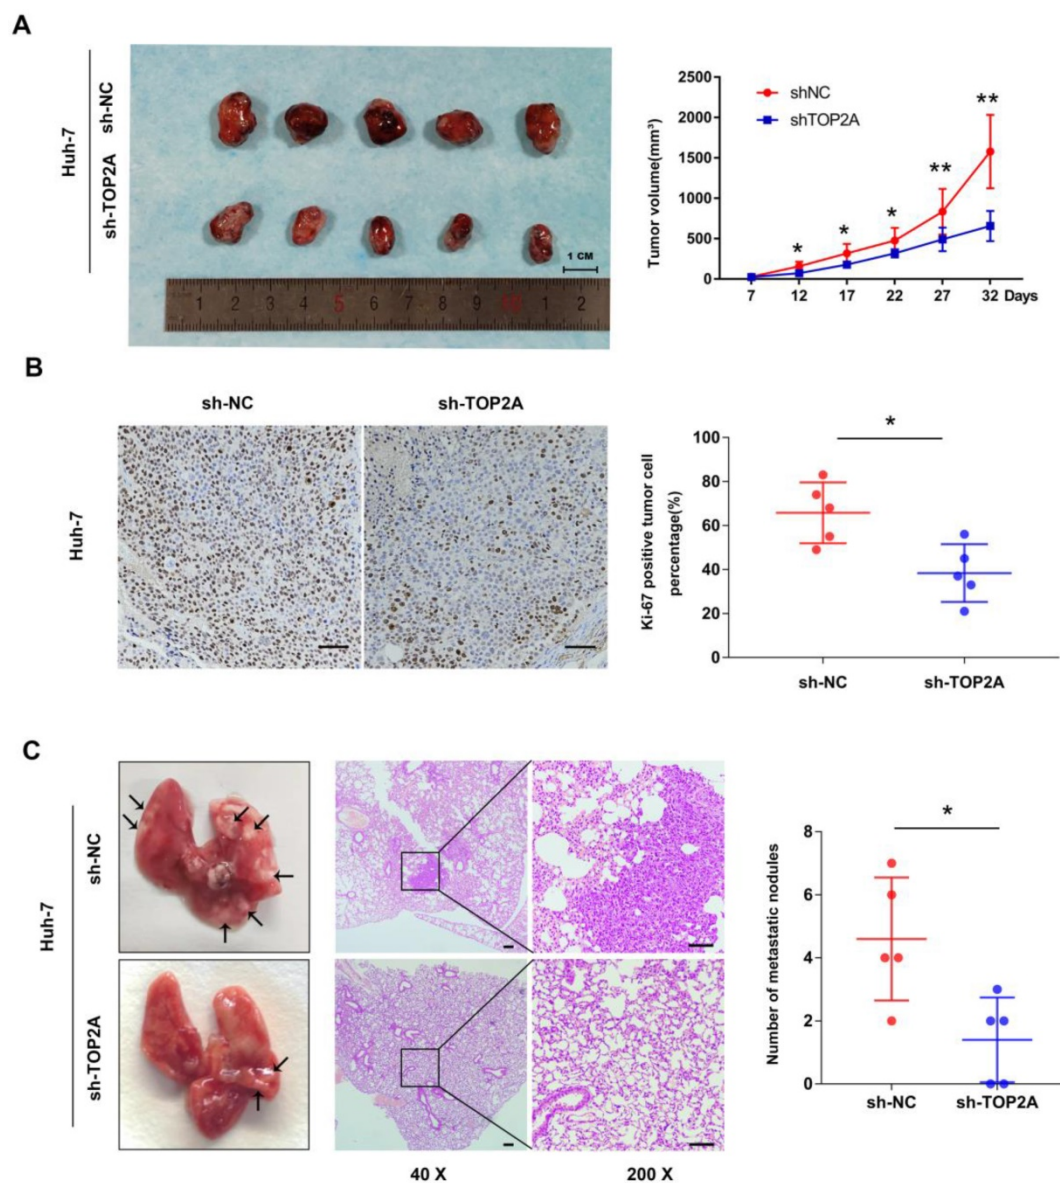 A
Huh-7
sh-NC
sh-TOP2A
1 CM
1 2 3 4 5 6 7 8 9 10 1 2
Tumor volume(mm³)
2500
2000
1500
1000
500
0
shNC
shTOP2A
* * * ** **
7 12 17 22 27 32 Days
B
sh-NC sh-TOP2A
Huh-7
Ki-67 positive tumor cell
percentage(%)
100
80
60
40
20
0
*
sh-NC sh-TOP2A
C
Huh-7
sh-NC
sh-TOP2A
40 X 200 X
Number of metastatic nodules
8
6
4
2
0
*
sh-NC sh-TOP2A